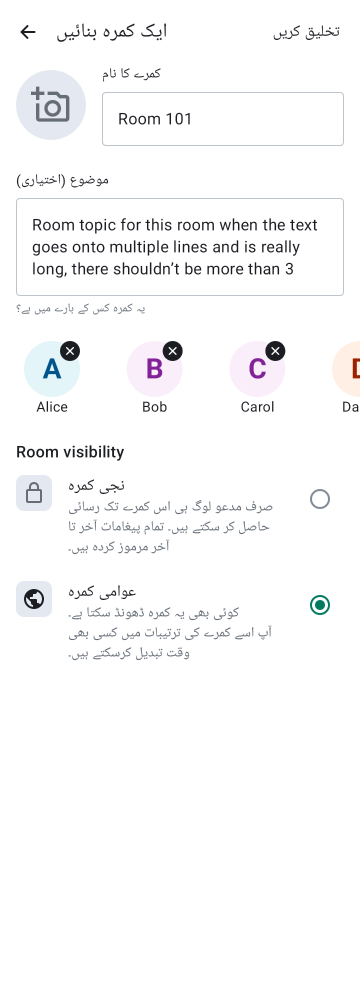 ایک کمرہ بنائیں
تخلیق کریں
کمرے کا نام
Room 101
موضوع (اختیاری)
Room topic for this room when the text
goes onto multiple lines and is really
long, there shouldn’t be more than 3
یہ کمرہ کس کے بارے میں ہے؟
A
B
C
Alice
Bob
Carol
Da
Room visibility
نجی کمرہ
صرف مدعو لوگ ہی اس کمرے تک رسائی
حاصل کر سکتے ہیں۔ تمام پیغامات آخر تا
آخر مرموز کردہ ہیں۔
عوامی کمرہ
کوئی بھی یہ کمرہ ڈھونڈ سکتا ہے۔
آپ اسے کمرے کی ترتیبات میں کسی بھی
وقت تبدیل کرسکتے ہیں۔